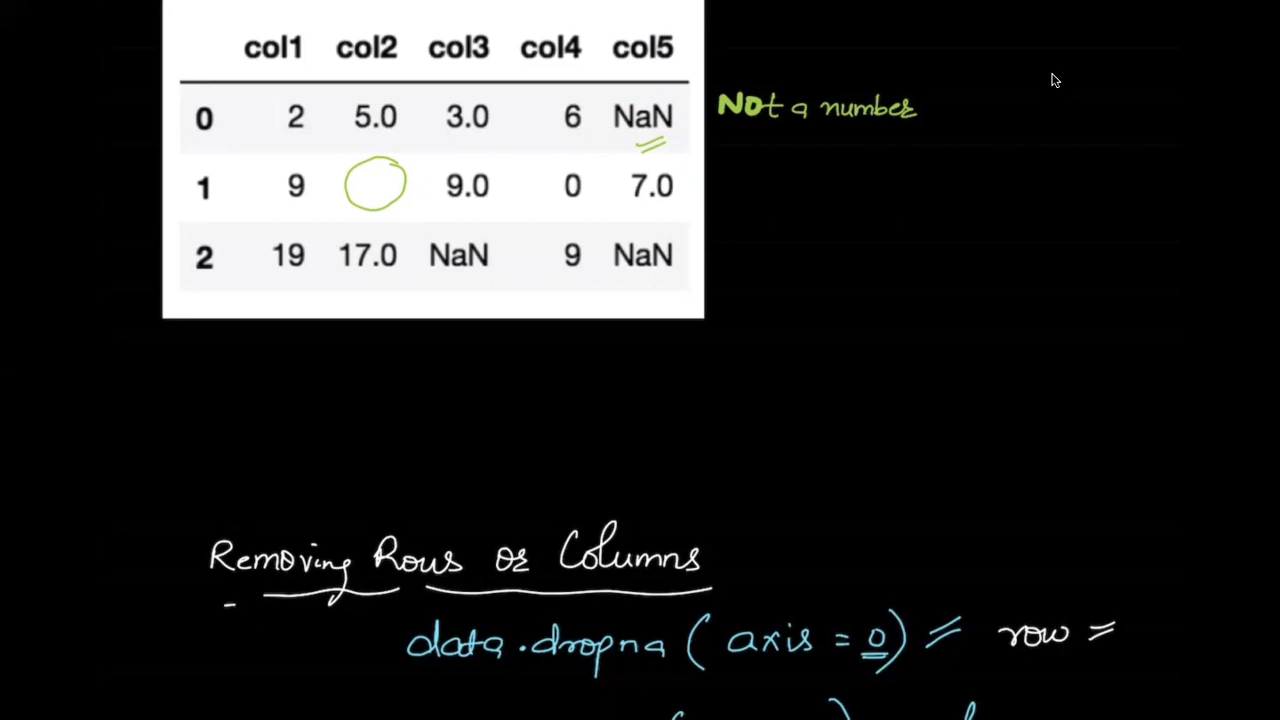 col1 col2 col3 col4 col5
0 2 5.0 3.0 6 NaN
Not a number
1 9 9.0 0 7.0
2 19 17.0 NaN 9 NaN
Removing Rows or Columns
data.dropna ( axis = 0 ) = row =